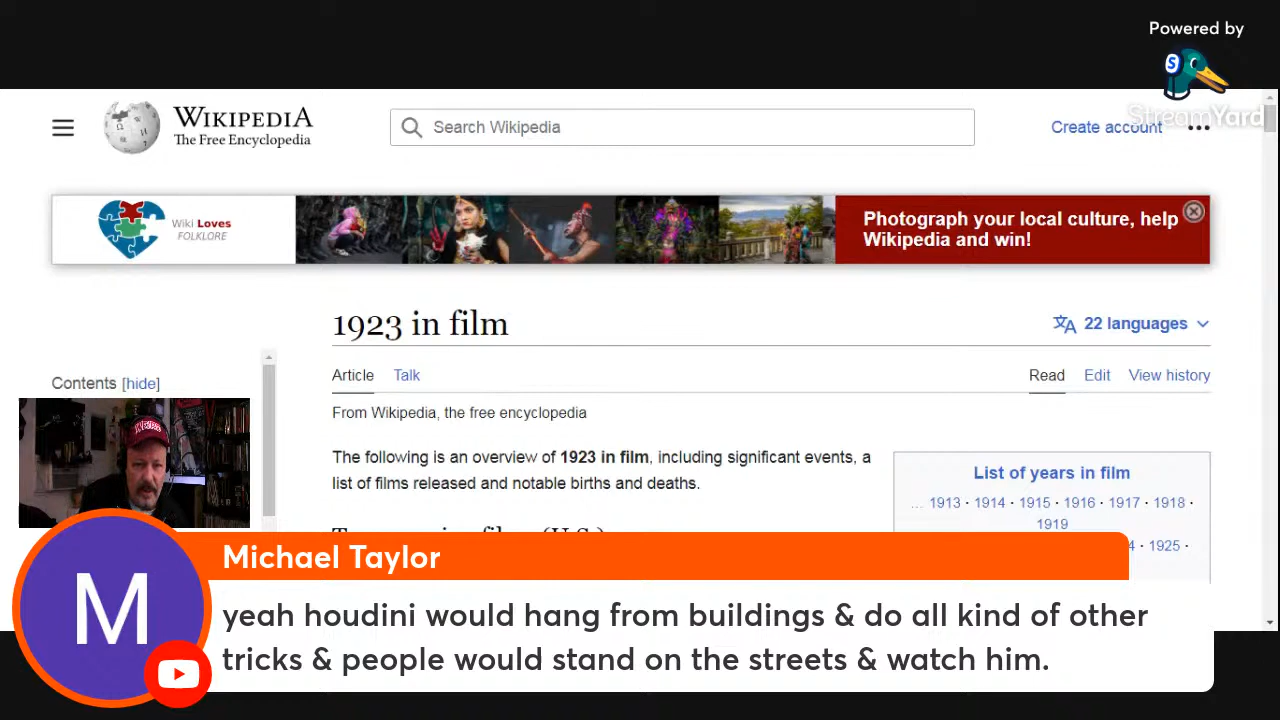 Powered by
StreamYard
WIKIPEDIA
The Free Encyclopedia
Search Wikipedia
Create account
Wiki Loves
FOLKLORE
Photograph your local culture, help
Wikipedia and win!
1923 in film
22 languages
Contents [hide]
Article Talk
Read Edit View history
From Wikipedia, the free encyclopedia
The following is an overview of 1923 in film, including significant events, a
list of films released and notable births and deaths.
List of years in film
... 1913 · 1914 · 1915 · 1916 · 1917 · 1918 ·
1919
1925 ·
Michael Taylor
M
yeah houdini would hang from buildings & do all kind of other
tricks & people would stand on the streets & watch him.